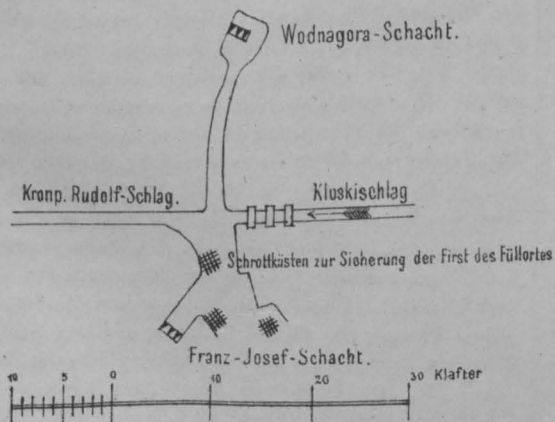 Wodnagora-Schacht.
Kronp. Rudolf-Schlag.
Kloskischlag
Schrottkästen zur Sicherung der First des Füllortes
Franz-Josef-Schacht.
10 5 0 10 20 30 Klafter